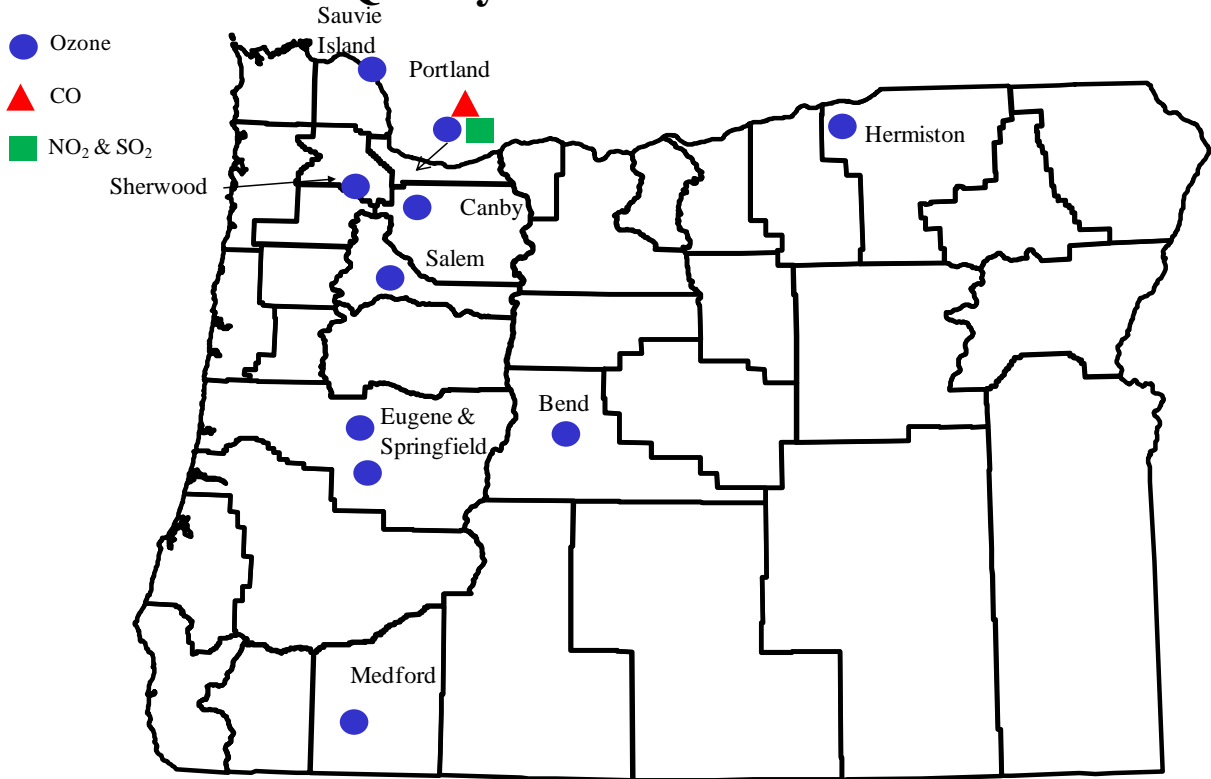 Sauvie
Island
Ozone
Portland
CO
Hermiston
NO₂ & SO₂
Sherwood
Canby
Salem
Eugene &
Springfield
Bend
Medford